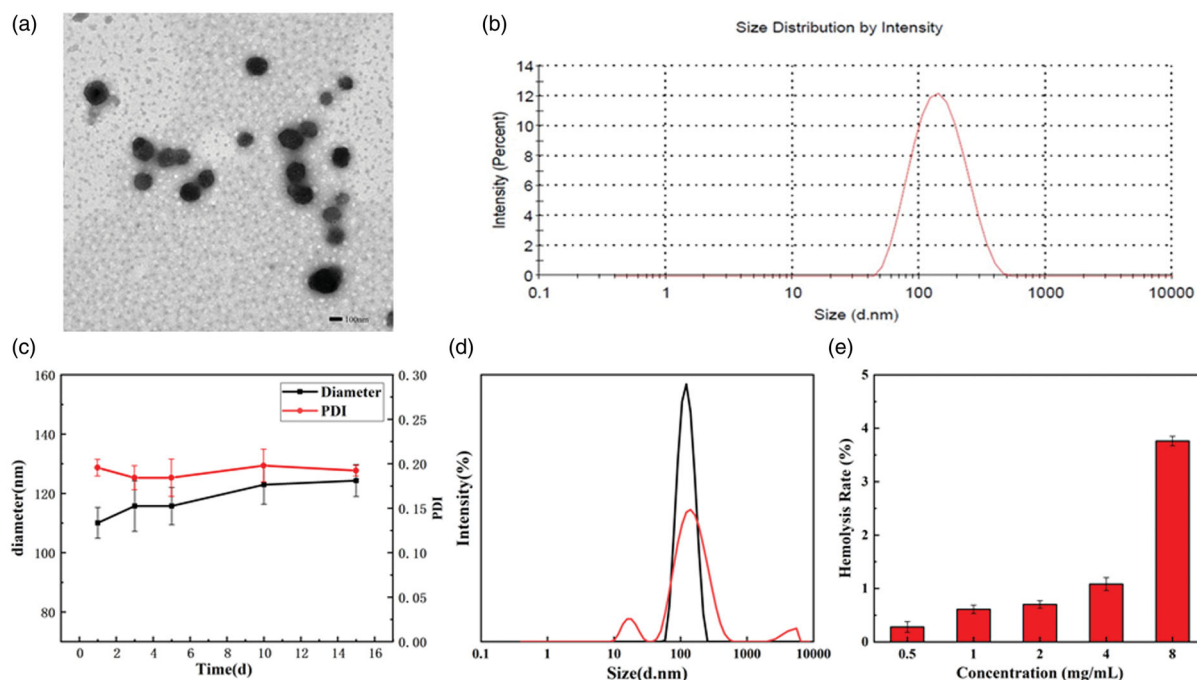 (a)
100nm
(b)
Size Distribution by Intensity
Intensity (Percent)
14
12
10
8
6
4
2
0
0.1 1 10 100 1000 10000
Size (d.nm)
(c)
diameter(nm)
160
140
120
100
80
Diameter
PDI
0.30
0.25
0.20
0.15
0.10
0.05
0.00
PDI
0 2 4 6 8 10 12 14 16
Time(d)
(d)
Intensity(%)
0.1 1 10 100 1000 10000
Size(d.nm)
(e)
Hemolysis Rate (%)
5
4
3
2
1
0
0.5 1 2 4 8
Concentration (mg/mL)